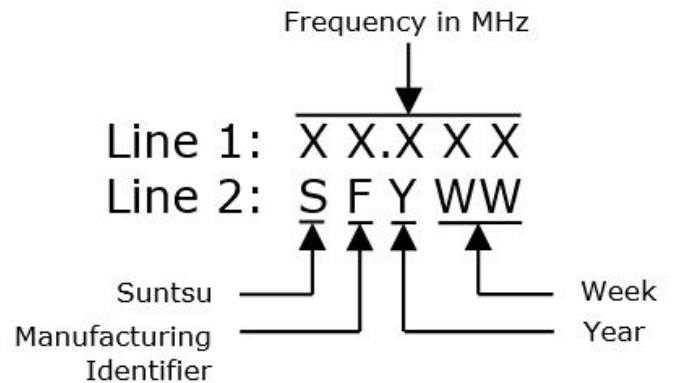 Frequency in MHz
Line 1: X X.X X X
Line 2: S F Y WW
Suntsu
Week
Manufacturing
Identifier
Year